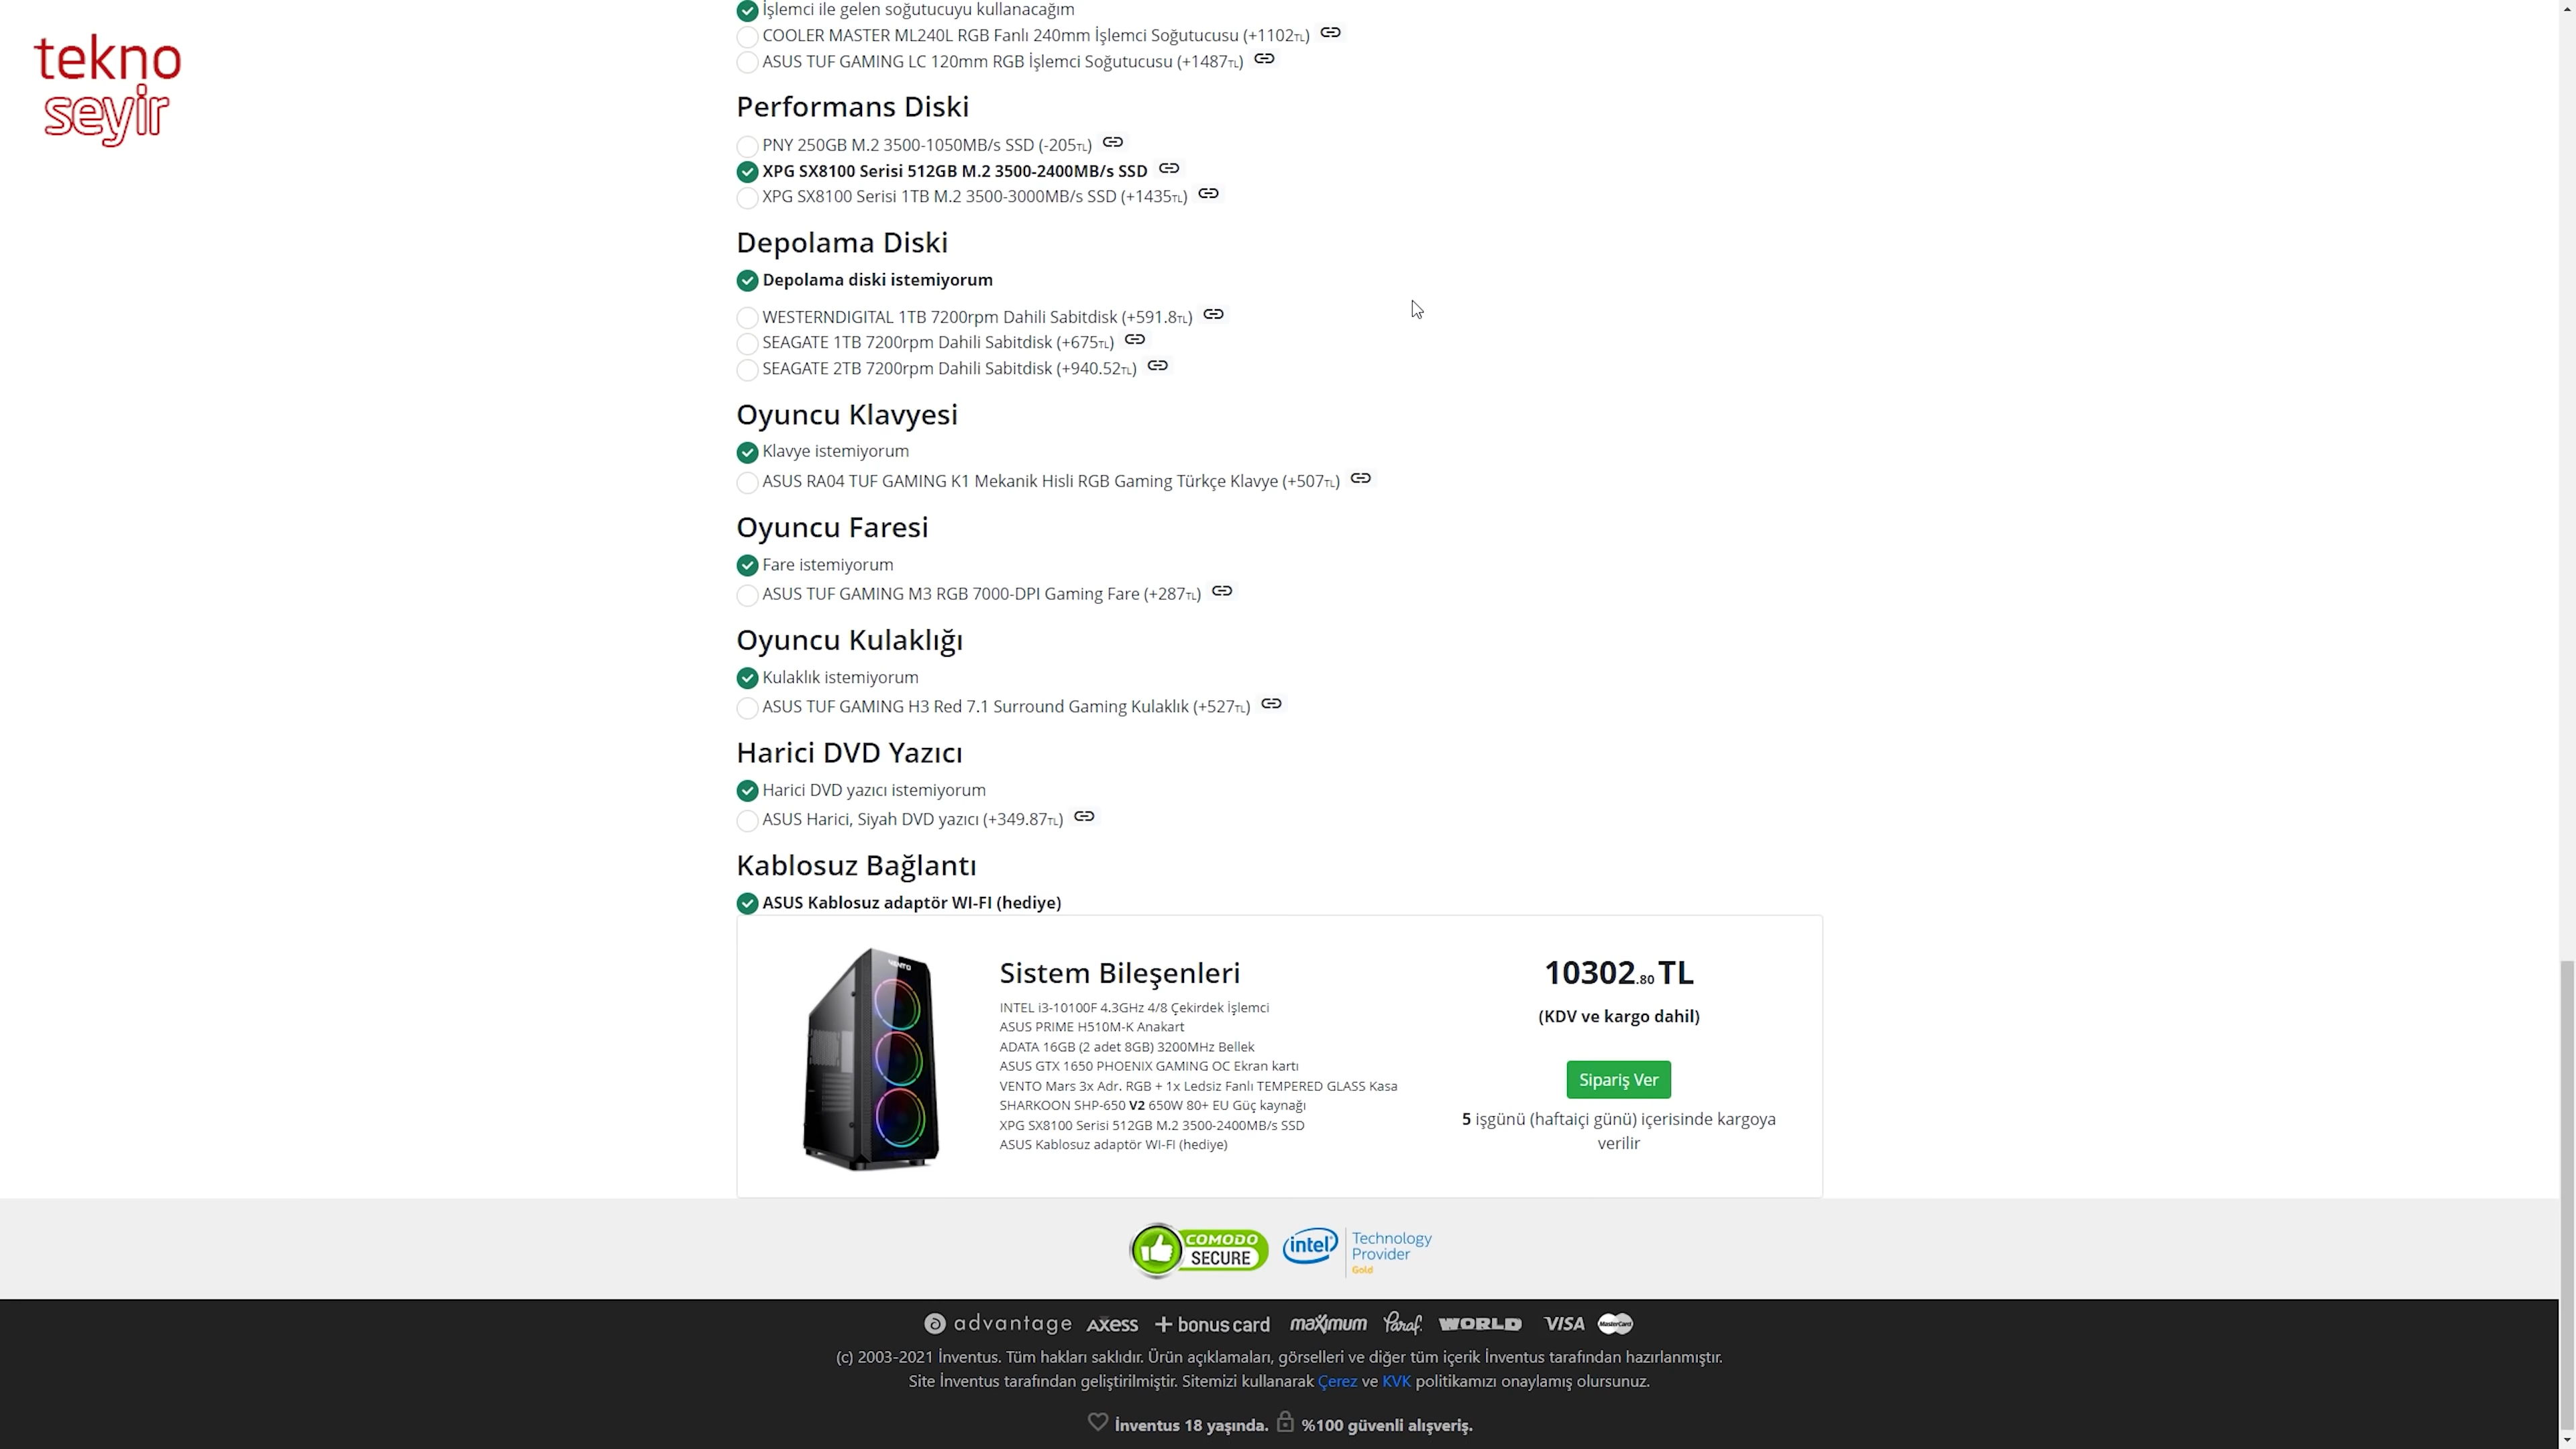 tekno
seyir
İşlemci ile gelen soğutucuyu kullanacağım
COOLER MASTER ML240L RGB Fanlı 240mm İşlemci Soğutucusu (+1102TL)
ASUS TUF GAMING LC 120mm RGB İşlemci Soğutucusu (+1487TL)
Performans Diski
PNY 250GB M.2 3500-1050MB/s SSD (-205TL)
XPG SX8100 Serisi 512GB M.2 3500-2400MB/s SSD
XPG SX8100 Serisi 1TB M.2 3500-3000MB/s SSD (+1435TL)
Depolama Diski
Depolama diski istemiyorum
WESTERNDIGITAL 1TB 7200rpm Dahili Sabitdisk (+591.8TL)
SEAGATE 1TB 7200rpm Dahili Sabitdisk (+675TL)
SEAGATE 2TB 7200rpm Dahili Sabitdisk (+940.52TL)
Oyuncu Klavyesi
Klavye istemiyorum
ASUS RA04 TUF GAMING K1 Mekanik Hisli RGB Gaming Türkçe Klavye (+507TL)
Oyuncu Faresi
Fare istemiyorum
ASUS TUF GAMING M3 RGB 7000-DPI Gaming Fare (+287TL)
Oyuncu Kulaklığı
Kulaklık istemiyorum
ASUS TUF GAMING H3 Red 7.1 Surround Gaming Kulaklık (+527TL)
Harici DVD Yazıcı
Harici DVD yazıcı istemiyorum
ASUS Harici, Siyah DVD yazıcı (+349.87TL)
Kablosuz Bağlantı
ASUS Kablosuz adaptör WI-FI (hediye)
VENTO
Sistem Bileşenleri
INTEL i3-10100F 4.3GHz 4/8 Çekirdek İşlemci
ASUS PRIME H510M-K Anakart
ADATA 16GB (2 adet 8GB) 3200MHz Bellek
ASUS GTX 1650 PHOENIX GAMING OC Ekran kartı
VENTO Mars 3x Adr. RGB + 1x Ledsiz Fanlı TEMPERED GLASS Kasa
SHARKOON SHP-650 V2 650W 80+ EU Güç kaynağı
XPG SX8100 Serisi 512GB M.2 3500-2400MB/s SSD
ASUS Kablosuz adaptör WI-FI (hediye)
10302.80 TL
(KDV ve kargo dahil)
Sipariş Ver
5 işgünü (haftaiçi günü) içerisinde kargoya
verilir
COMODO
SECURE
intel Technology
Provider
Gold
advantage AXESS + bonus card maximum Paraf WORLD VISA MasterCard
(c) 2003-2021 İnventus. Tüm hakları saklıdır. Ürün açıklamaları, görselleri ve diğer tüm içerik İnventus tarafından hazırlanmıştır.
Site İnventus tarafından geliştirilmiştir. Sitemizi kullanarak Çerez ve KVK politikamızı onaylamış olursunuz.
İnventus 18 yaşında. %100 güvenli alışveriş.